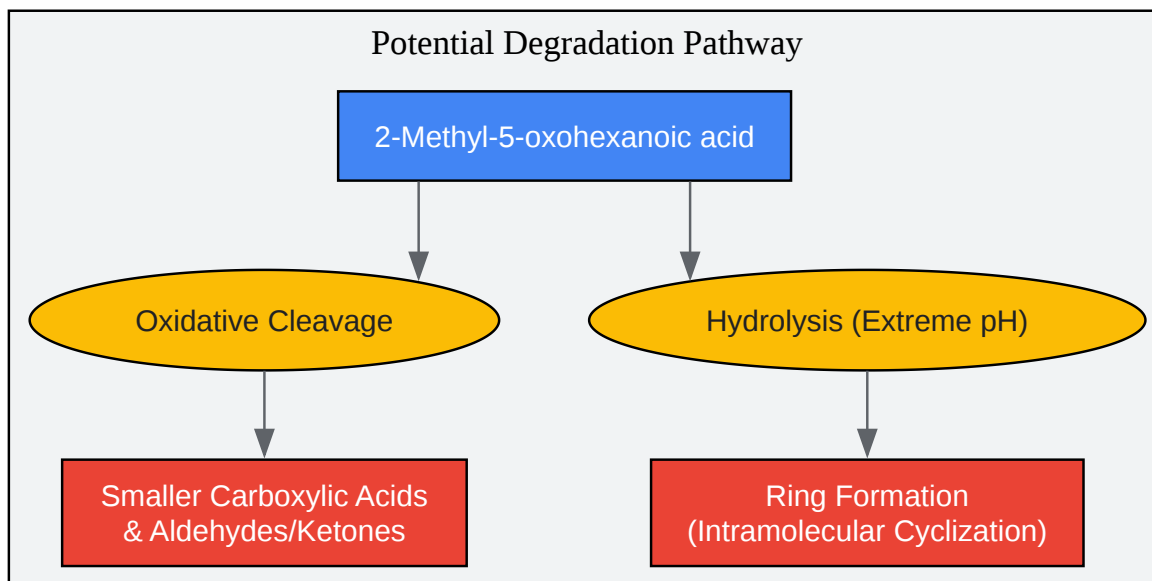 Potential Degradation Pathway
2-Methyl-5-oxohexanoic acid
Oxidative Cleavage
Hydrolysis (Extreme pH)
Smaller Carboxylic Acids
& Aldehydes/Ketones
Ring Formation
(Intramolecular Cyclization)